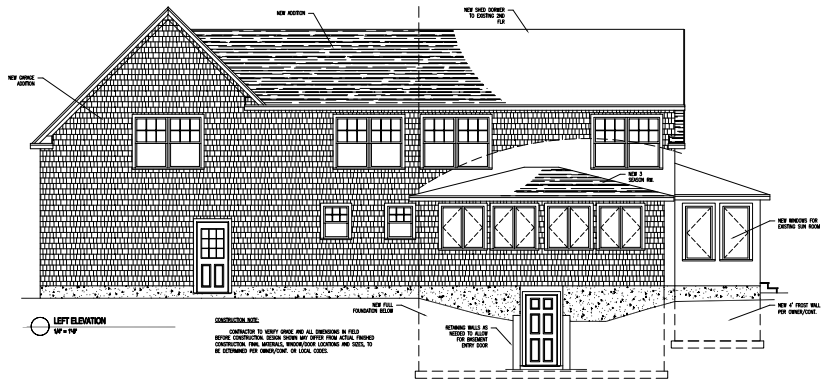 NEW ADDITION
NEW SHED DORMER
TO EXISTING 2ND
FLR
NEW GARAGE
ADDITION
NEW 3
SEASON RM.
NEW WINDOWS FOR
EXISTING SUN ROOM
NEW FULL
FOUNDATION BELOW
NEW 4' FROST WALL
PER OWNER/CONT.
RETAINING WALLS AS
NEEDED TO ALLOW
FOR BASEMENT
ENTRY DOOR
LEFT ELEVATION
1/4" = 1'-0"
CONSTRUCTION NOTE:
CONTRACTOR TO VERIFY GRADE AND ALL DIMENSIONS IN FIELD
BEFORE CONSTRUCTION. DESIGN SHOWN MAY DIFFER FROM ACTUAL FINISHED
CONSTRUCTION. FINAL MATERIALS, WINDOW/DOOR LOCATIONS AND SIZES, TO
BE DETERMINED PER OWNER/CONT. OR LOCAL CODES.